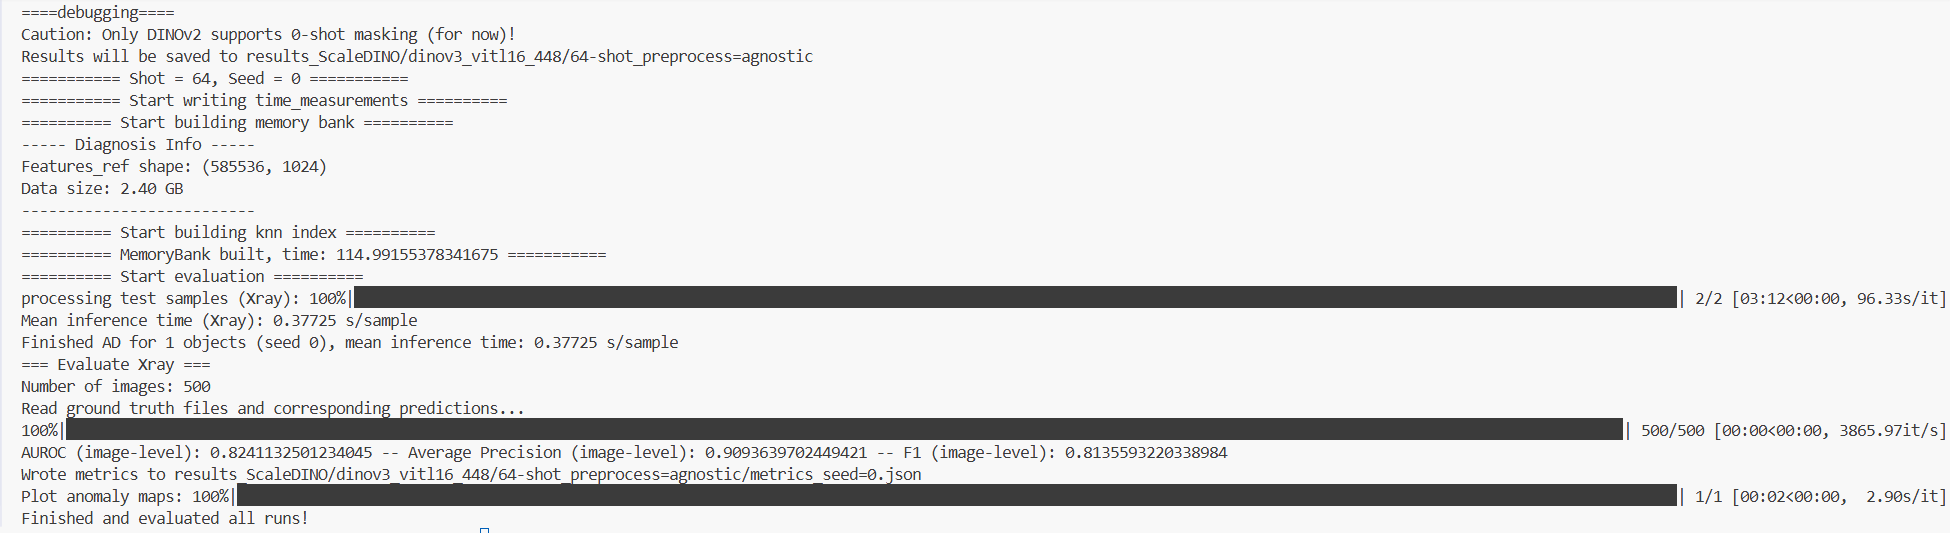 ====debugging====
Caution: Only DINOv2 supports 0-shot masking (for now)!
Results will be saved to results_ScaleDINO/dinov3_vitl16_448/64-shot_preprocess=agnostic
=========== Shot = 64, Seed = 0 ===========
=========== Start writing time_measurements ==========
========== Start building memory bank ==========
----- Diagnosis Info -----
Features_ref shape: (585536, 1024)
Data size: 2.40 GB
--------------------------
========== Start building knn index ==========
========== MemoryBank built, time: 114.99155378341675 ===========
========== Start evaluation ==========
processing test samples (Xray): 100%| | 2/2 [03:12<00:00, 96.33s/it]
Mean inference time (Xray): 0.37725 s/sample
Finished AD for 1 objects (seed 0), mean inference time: 0.37725 s/sample
=== Evaluate Xray ===
Number of images: 500
Read ground truth files and corresponding predictions...
100%| | 500/500 [00:00<00:00, 3865.97it/s]
AUROC (image-level): 0.8241132501234045 -- Average Precision (image-level): 0.9093639702449421 -- F1 (image-level): 0.8135593220338984
Wrote metrics to results_ScaleDINO/dinov3_vitl16_448/64-shot_preprocess=agnostic/metrics_seed=0.json
Plot anomaly maps: 100%| | 1/1 [00:02<00:00,  2.90s/it]
Finished and evaluated all runs!